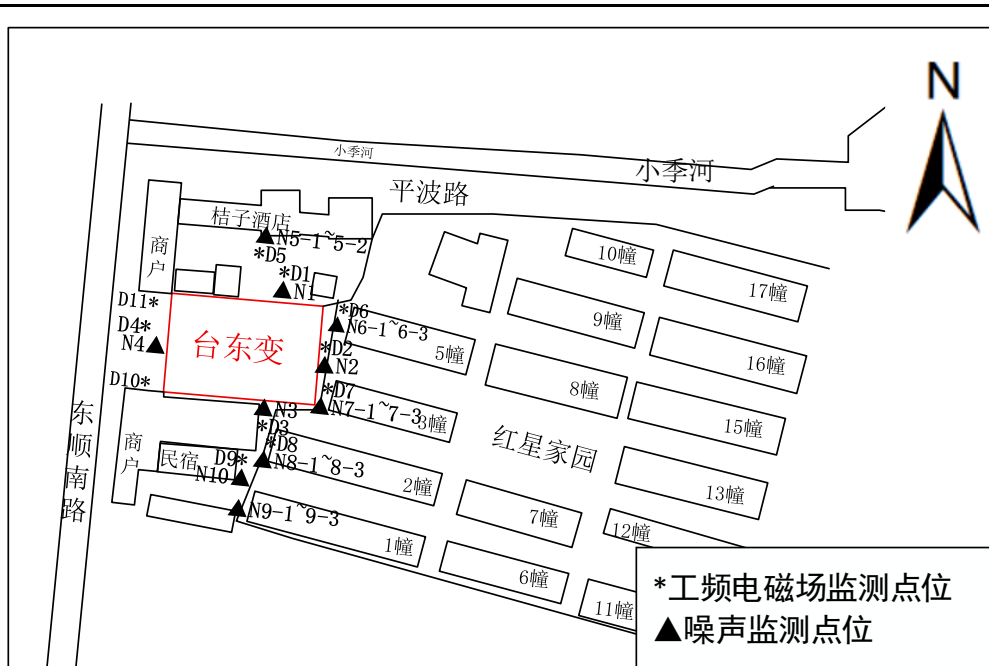 N
小季河
小季河
平波路
桔子酒店
N5-1~5-2
*D5
商户
*D1
N1
D11*
D4*
N4
台东变
*D6
N6-1~6-3
*D2
N2
5幢
D10*
*D7
N7-1~7-3
3幢
N3
*D3
*D8
N8-1~8-3
商户
民宿
D9*
N10
N9-1~9-3
2幢
1幢
东顺南路
红星家园
10幢
17幢
9幢
16幢
8幢
15幢
13幢
7幢
12幢
6幢
11幢
*工频电磁场监测点位
▲噪声监测点位